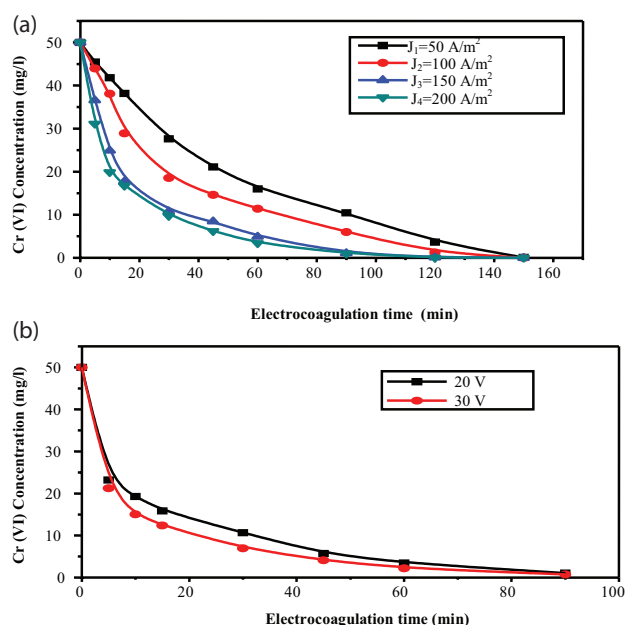 (a)
60
50
40
30
20
10
0
Cr (VI) Concentration (mg/l)
J₁=50 A/m²
J₂=100 A/m²
J₃=150 A/m²
J₄=200 A/m²
0 20 40 60 80 100 120 140 160
Electrocoagulation time (min)
(b)
50
40
30
20
10
0
Cr (VI) Concentration (mg/l)
20 V
30 V
0 20 40 60 80 100
Electrocoagulation time (min)